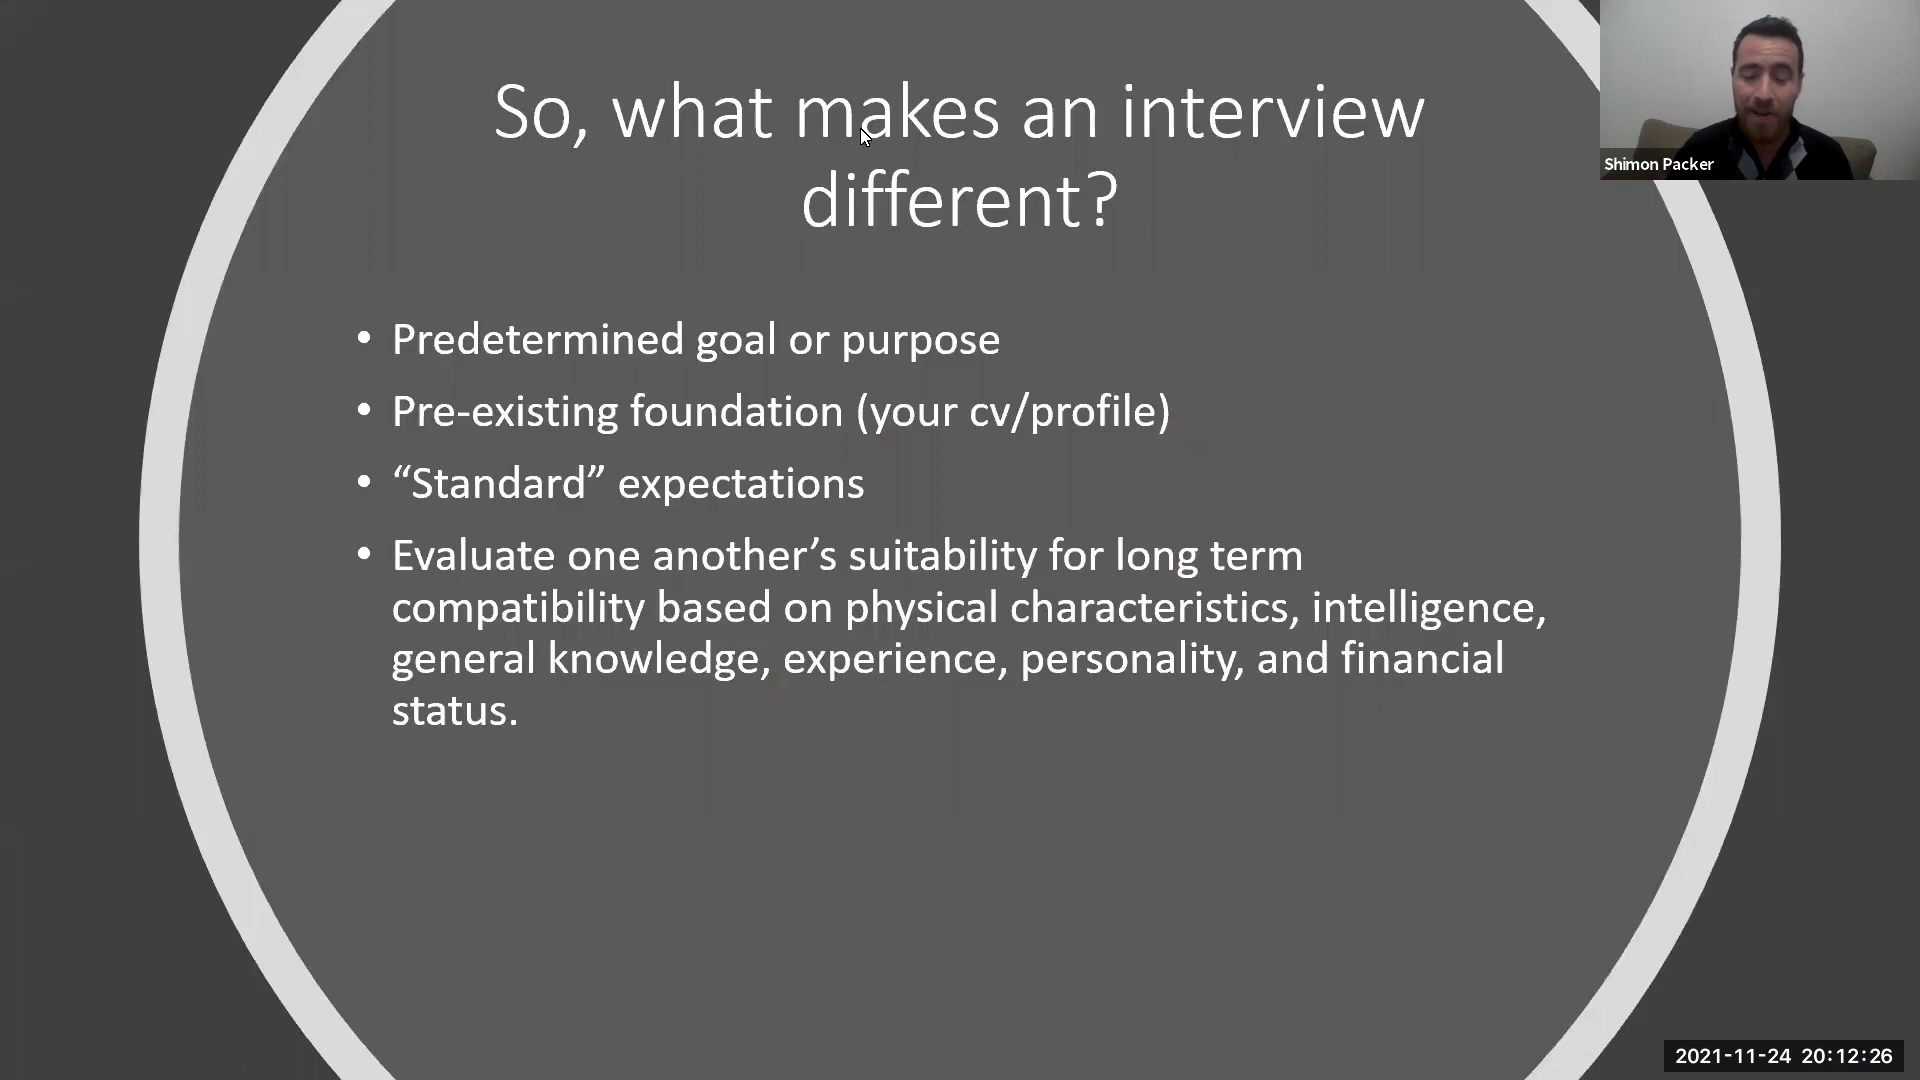 So, what makes an interview
different?
• Predetermined goal or purpose
• Pre-existing foundation (your cv/profile)
• “Standard” expectations
• Evaluate one another’s suitability for long term
compatibility based on physical characteristics, intelligence,
general knowledge, experience, personality, and financial
status.
Shimon Packer
2021-11-24 20:12:26